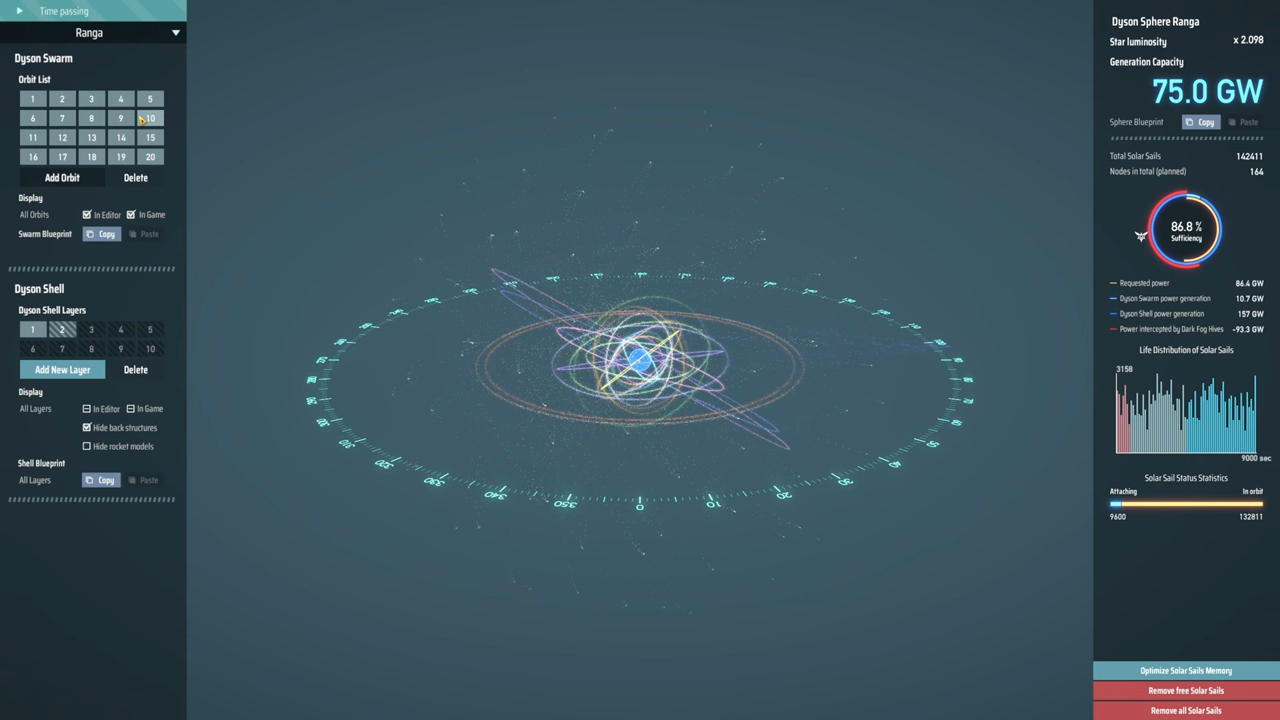 Time passing
Ranga
Dyson Swarm
Orbit List
1 2 3 4 5
6 7 8 9 10
11 12 13 14 15
16 17 18 19 20
Add Orbit Delete
Display
All Orbits In Editor In Game
Swarm Blueprint Copy Paste
Dyson Shell
Dyson Shell Layers
1 2 3 4 5
6 7 8 9 10
Add New Layer Delete
Display
All Layers In Editor In Game
Hide back structures
Hide rocket models
Shell Blueprint
All Layers Copy Paste
330 340 350 0 10 20 30 40
Dyson Sphere Ranga
Star luminosity x 2.098
Generation Capacity
75.0 GW
Sphere Blueprint Copy Paste
Total Solar Sails 142411
Nodes in total (planned) 164
86.8 %
Sufficiency
Requested power 86.4 GW
Dyson Swarm power generation 10.7 GW
Dyson Shell power generation 157 GW
Power intercepted by Dark Fog Hives -93.3 GW
Life Distribution of Solar Sails
3158
9000 sec
Solar Sail Status Statistics
Attaching In orbit
9600 132811
Optimize Solar Sails Memory
Remove free Solar Sails
Remove all Solar Sails